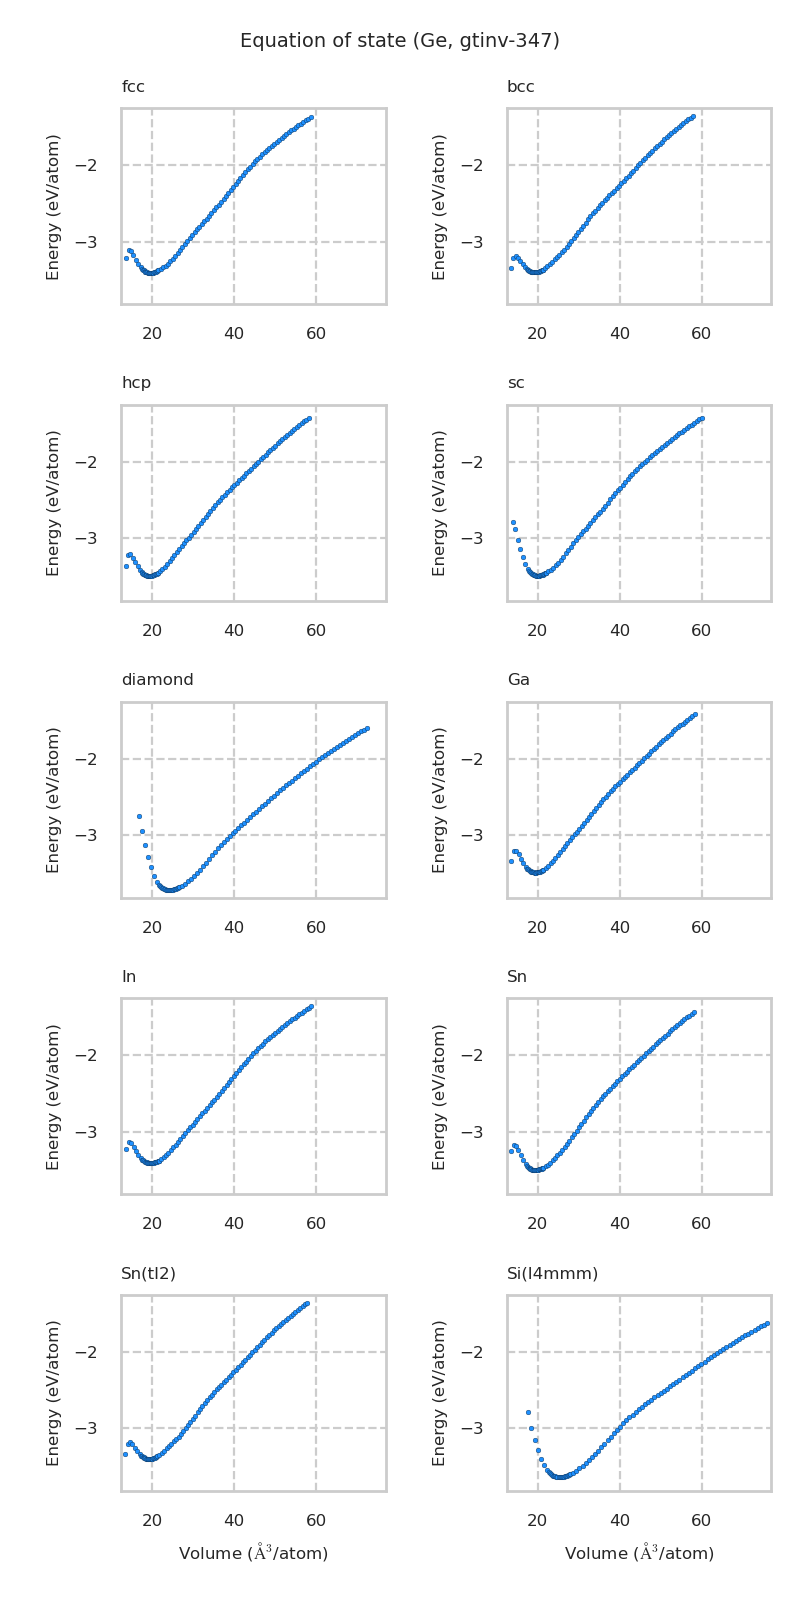 Equation of state (Ge, gtinv-347)
fcc
bcc
Energy (eV/atom)
−2
−3
20 40 60
Energy (eV/atom)
−2
−3
20 40 60
hcp
sc
Energy (eV/atom)
−2
−3
20 40 60
Energy (eV/atom)
−2
−3
20 40 60
diamond
Ga
Energy (eV/atom)
−2
−3
20 40 60
Energy (eV/atom)
−2
−3
20 40 60
In
Sn
Energy (eV/atom)
−2
−3
20 40 60
Energy (eV/atom)
−2
−3
20 40 60
Sn(tI2)
Si(I4mmm)
Energy (eV/atom)
−2
−3
20 40 60
Volume (Å³/atom)
Energy (eV/atom)
−2
−3
20 40 60
Volume (Å³/atom)